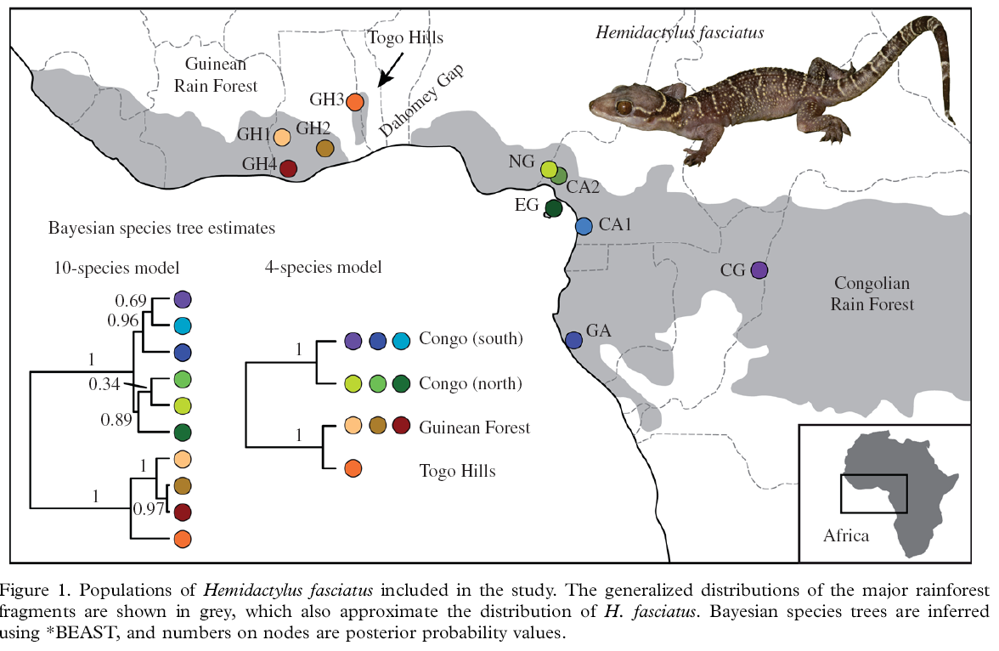 Togo Hills
Hemidactylus fasciatus
Guinean
Rain Forest
Dahomey Gap
GH3
GH1
GH2
GH4
NG
CA2
EG
CA1
CG
GA
Congolian
Rain Forest
Bayesian species tree estimates
10-species model
4-species model
0.69
0.96
1
0.34
0.89
1
1
0.97
1
Congo (south)
Congo (north)
1
Guinean Forest
Togo Hills
Africa
Figure 1. Populations of Hemidactylus fasciatus included in the study. The generalized distributions of the major rainforest
fragments are shown in grey, which also approximate the distribution of H. fasciatus. Bayesian species trees are inferred
using *BEAST, and numbers on nodes are posterior probability values.